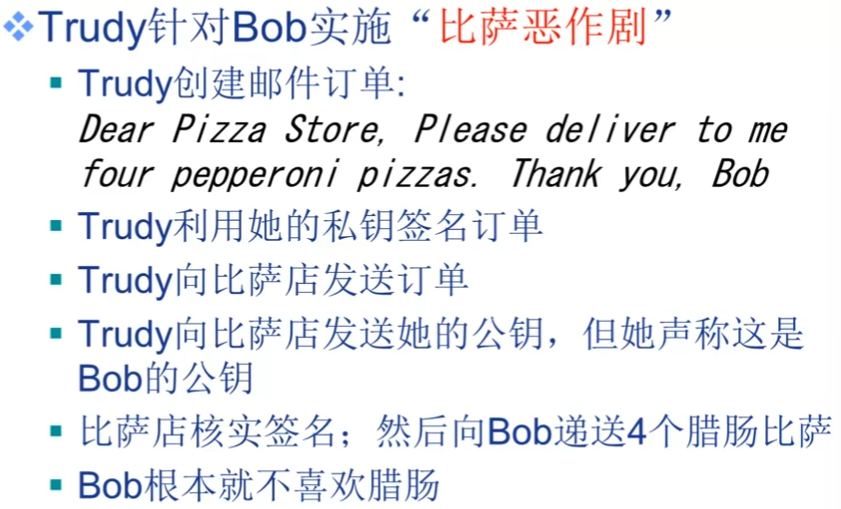 Trudy针对Bob实施“比萨恶作剧”
Trudy创建邮件订单:
Dear Pizza Store, Please deliver to me
four pepperoni pizzas. Thank you, Bob
Trudy利用她的私钥签名订单
Trudy向比萨店发送订单
Trudy向比萨店发送她的公钥，但她声称这是
Bob的公钥
比萨店核实签名；然后向Bob递送4个腊肠比萨
Bob根本就不喜欢腊肠